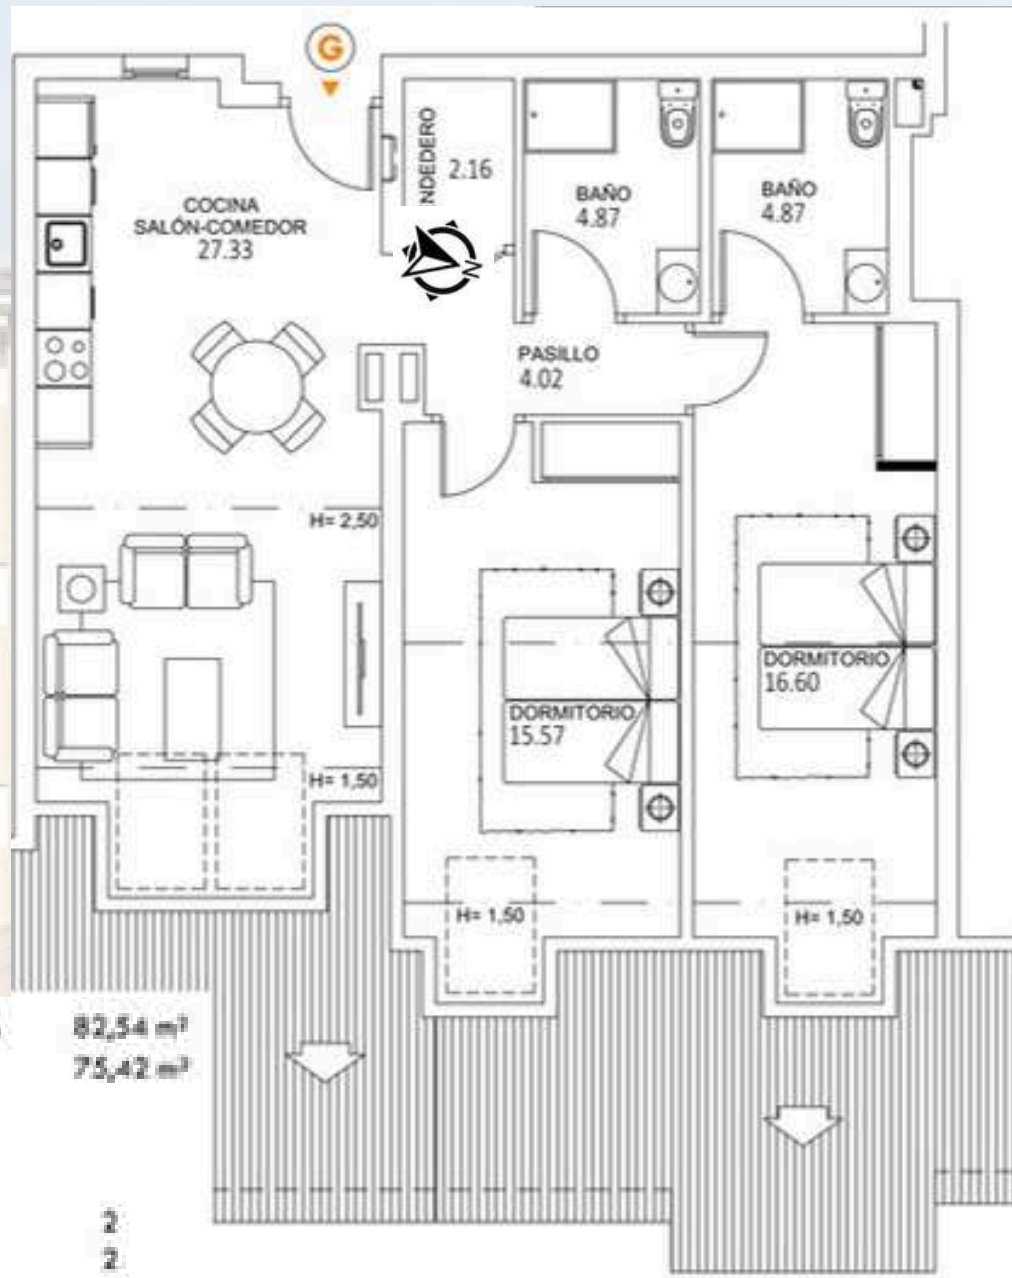 G
NDEDERO
2.16
BAÑO
4.87
BAÑO
4.87
COCINA
SALÓN-COMEDOR
27.33
N
PASILLO
4.02
H= 2,50
DORMITORIO
16.60
DORMITORIO
15.57
H= 1,50
H= 1,50
H= 1,50
82,54 m²
75,42 m²
2
2